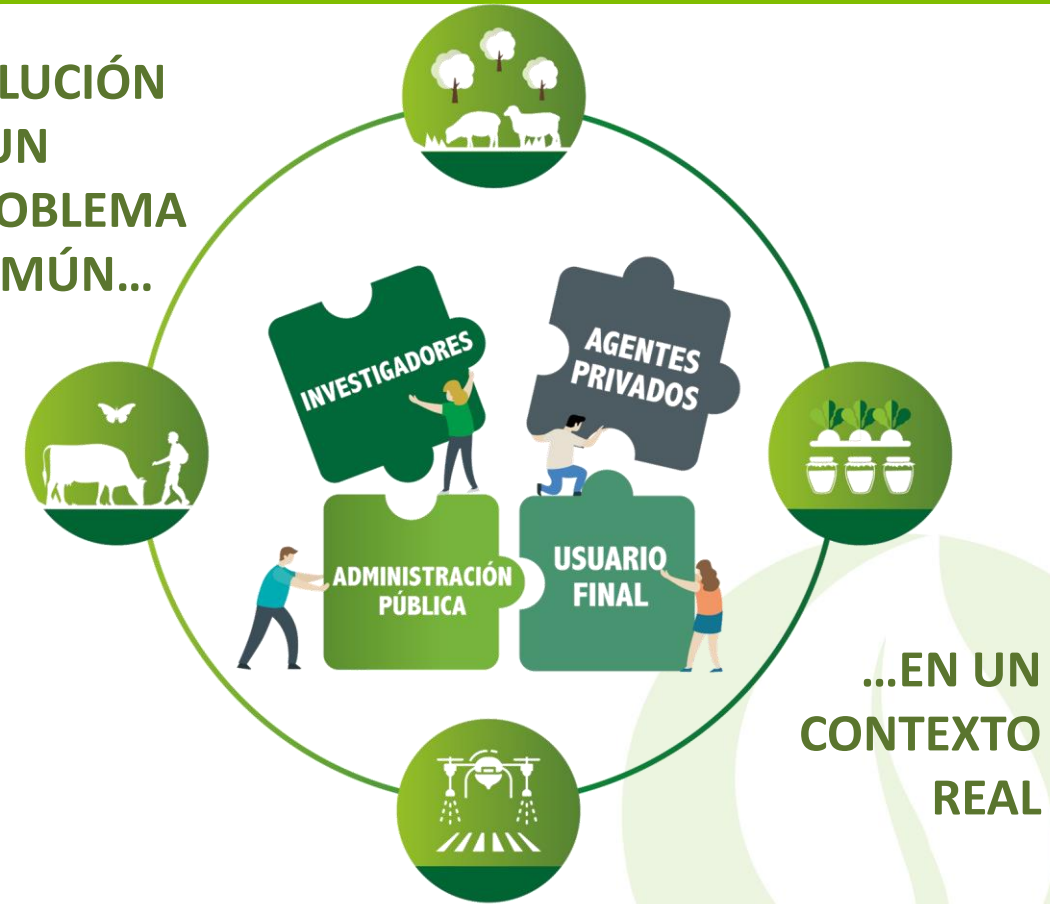 LUCIÓN
UN
OBLEMA
MÚN...
INVESTIGADORES
AGENTES
PRIVADOS
ADMINISTRACIÓN
PÚBLICA
USUARIO
FINAL
...EN UN
CONTEXTO
REAL